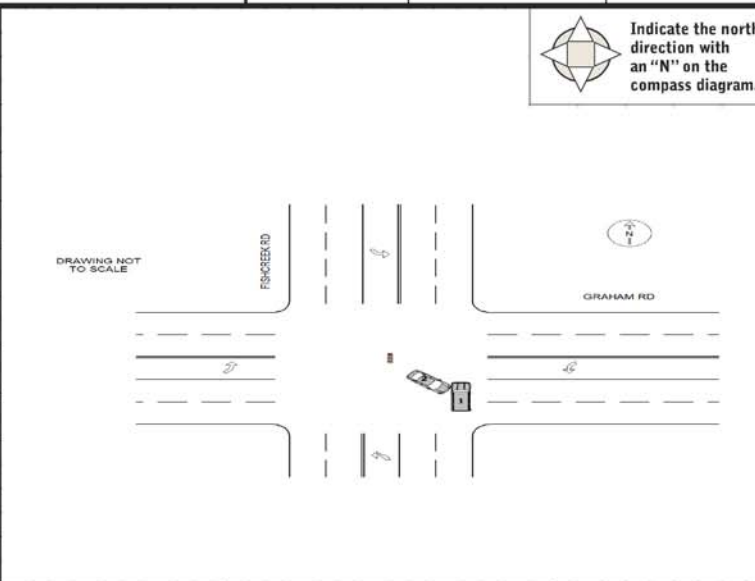 Indicate the north
direction with
an “N” on the
compass diagram.
DRAWING NOT
TO SCALE
FISHCREEK RD
N
GRAHAM RD
2
1